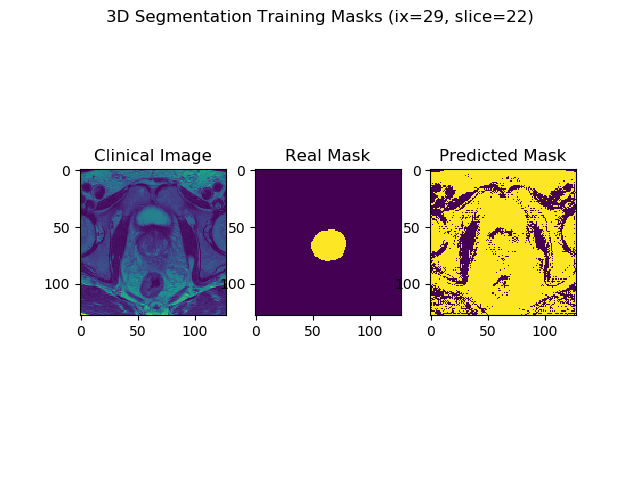 3D Segmentation Training Masks (ix=29, slice=22)
Clinical Image Real Mask Predicted Mask
0 0 0
50 50 50
100 100 100
0 50 100 0 50 100 0 50 100